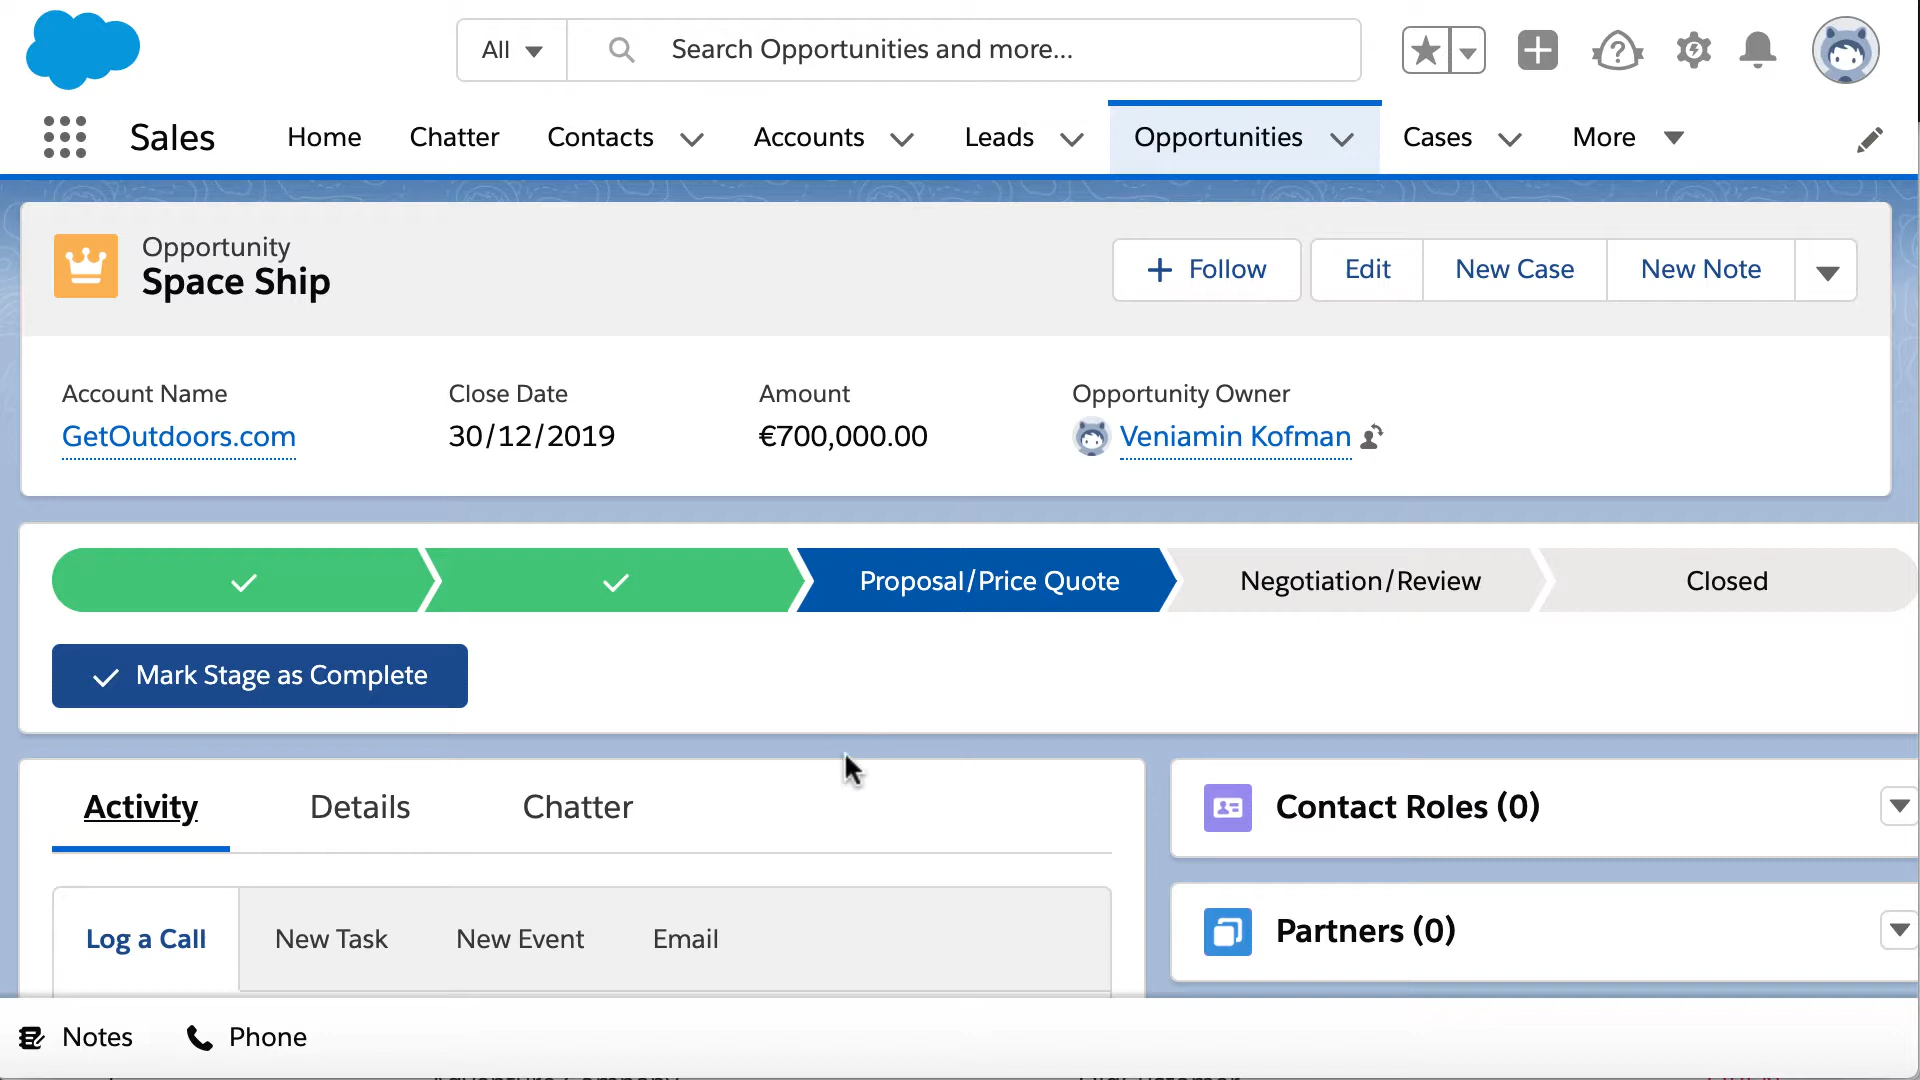 All
Search Opportunities and more...
Sales
Home
Chatter
Contacts
Accounts
Leads
Opportunities
Cases
More
Opportunity
Space Ship
Follow
Edit
New Case
New Note
Account Name
Close Date
Amount
Opportunity Owner
GetOutdoors.com
30/12/2019
€700,000.00
Veniamin Kofman
Proposal/Price Quote
Negotiation/Review
Closed
Mark Stage as Complete
Activity
Details
Chatter
Contact Roles (0)
Log a Call
New Task
New Event
Email
Partners (0)
Notes
Phone